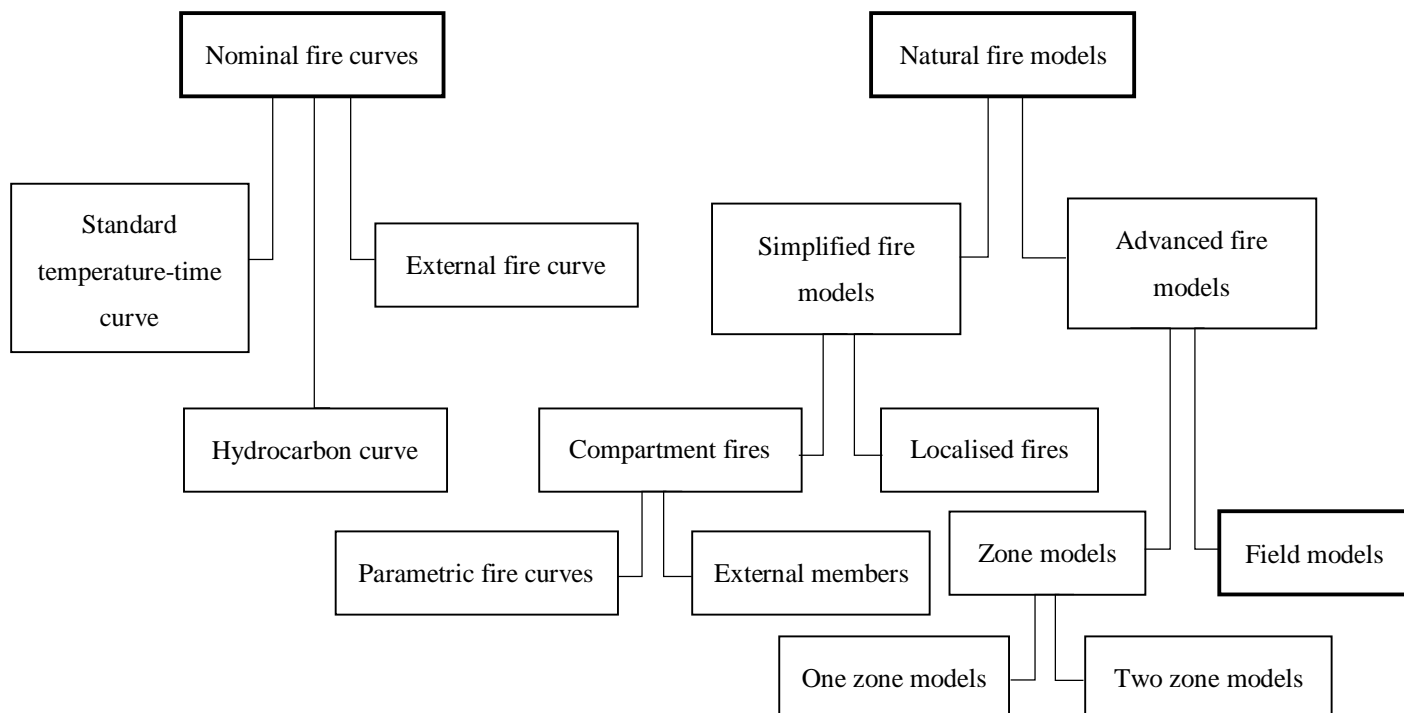 Nominal fire curves
Natural fire models
Standard
temperature-time
curve
External fire curve
Simplified fire
models
Advanced fire
models
Hydrocarbon curve
Compartment fires
Localised fires
Parametric fire curves
External members
Zone models
Field models
One zone models
Two zone models